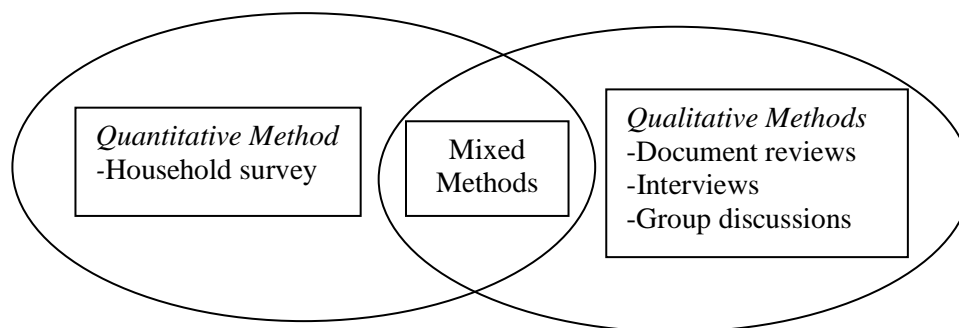 Quantitative Method
-Household survey
Mixed
Methods
Qualitative Methods
-Document reviews
-Interviews
-Group discussions